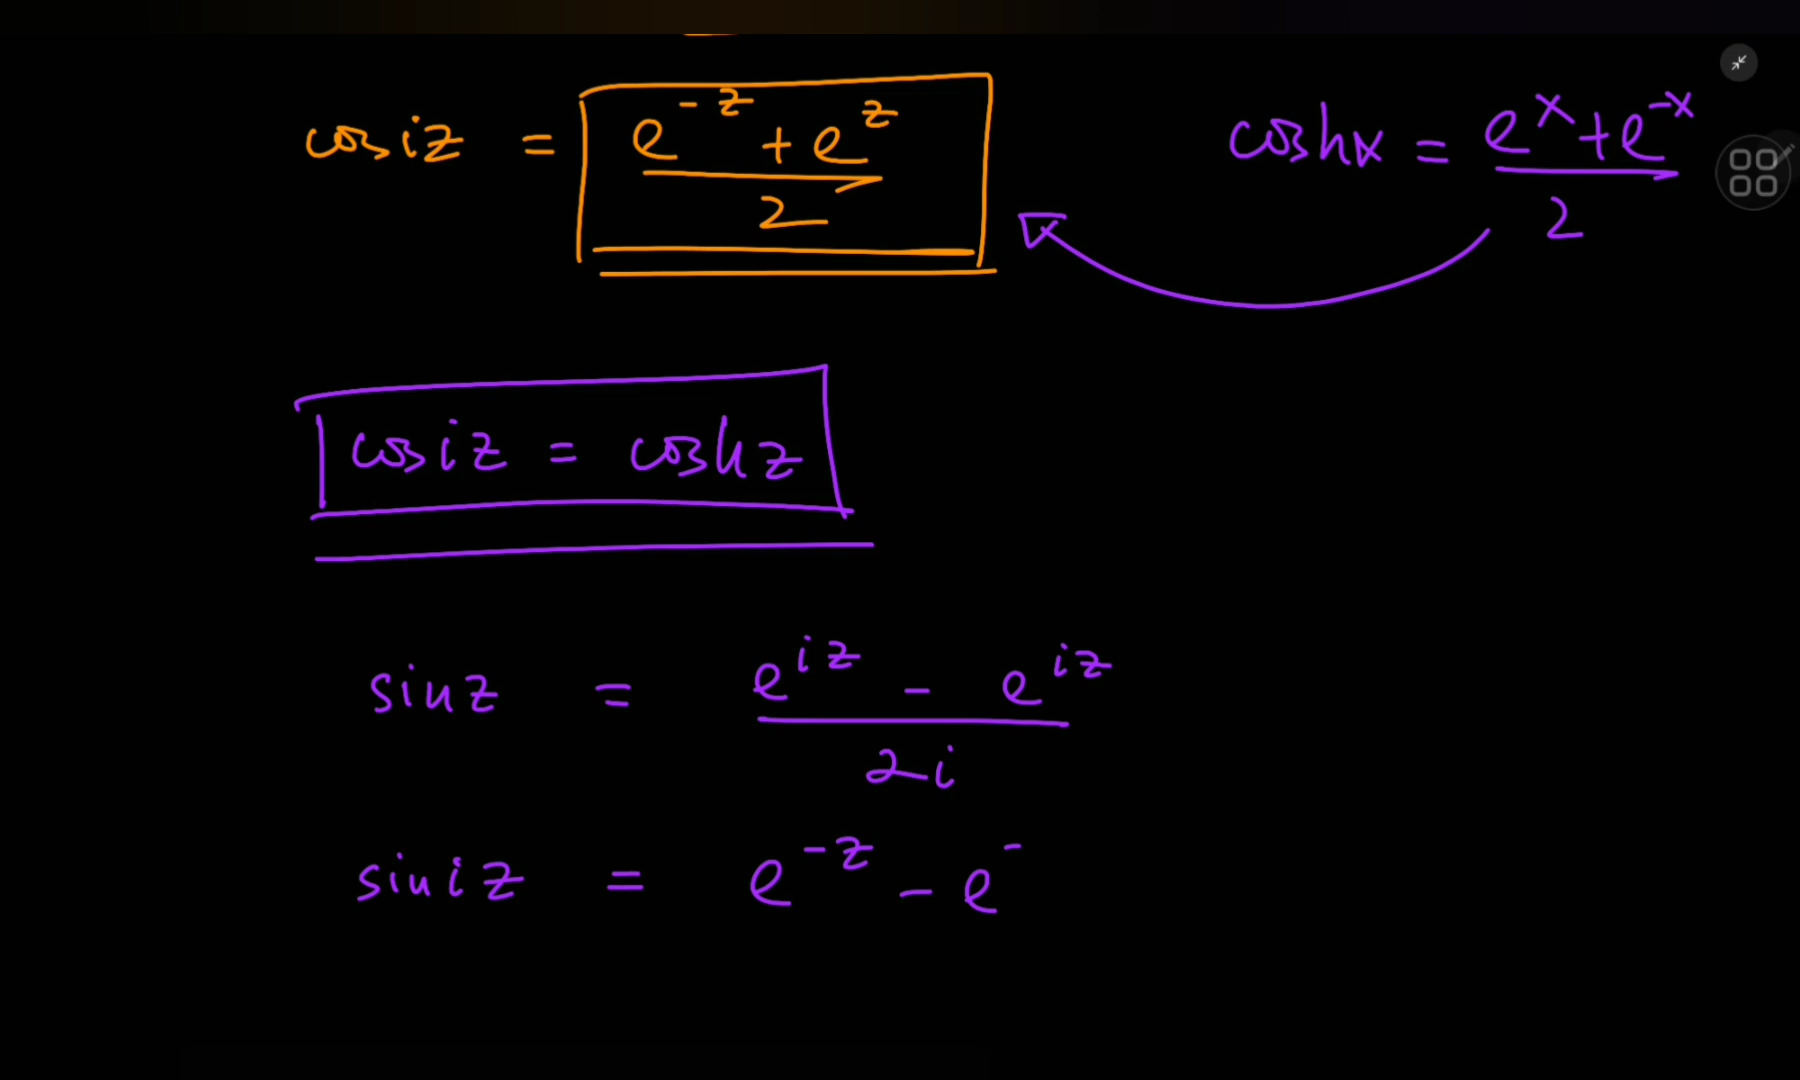 cos iz = (e^{-z} + e^{z})/2
cosh x = (e^{x} + e^{-x})/2
cos iz = cosh z
sin z = (e^{iz} - e^{iz})/2i
sin iz = e^{-z} - e^{-}